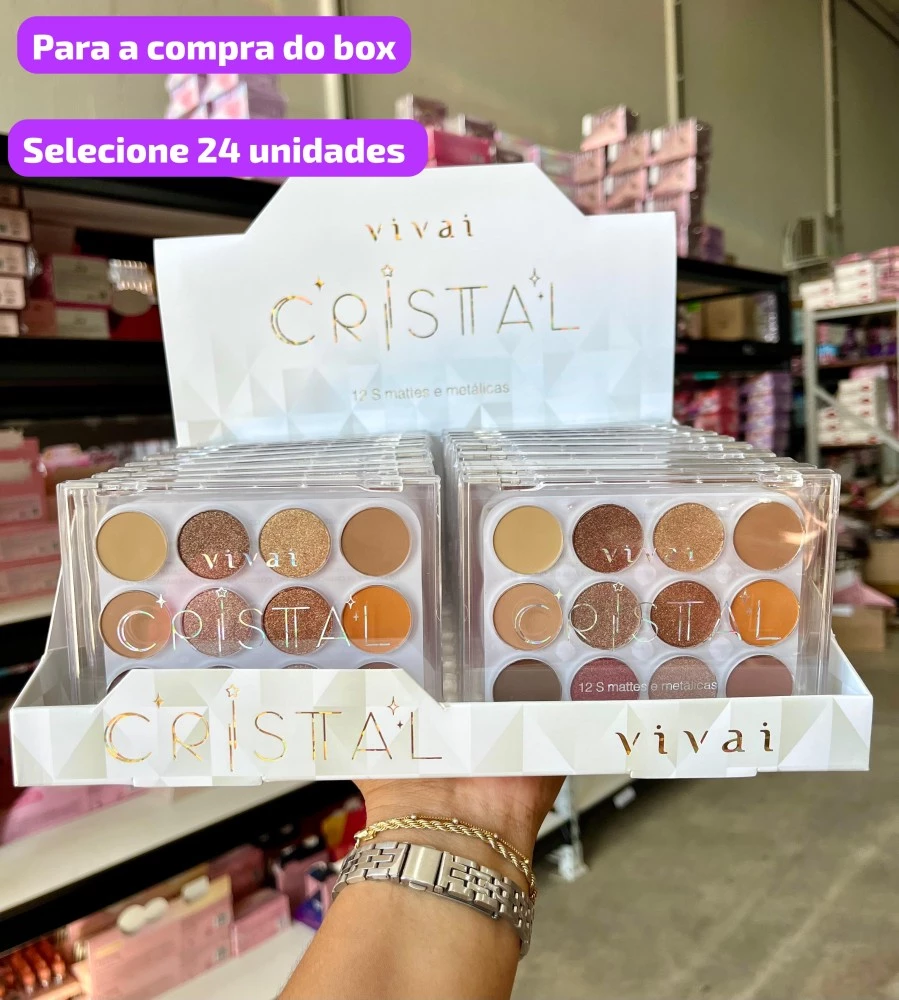 Para a compra do box
Selecione 24 unidades
vivai
CRISTAL
12 S mattes e metálicas
vivai
CRISTAL
vivai
CRISTAL
12 S mattes e metálicas
CRISTAL
vivai